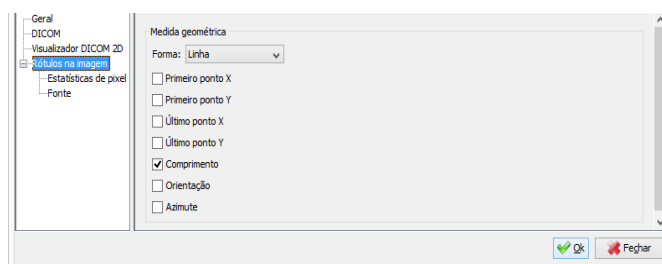 Geral
DICOM
Visualizador DICOM 2D
Rótulos na imagem
Estatísticas de pixel
Fonte
Medida geométrica
Forma: Linha
Primeiro ponto X
Primeiro ponto Y
Último ponto X
Último ponto Y
Comprimento
Orientação
Azimute
Ok
Fechar